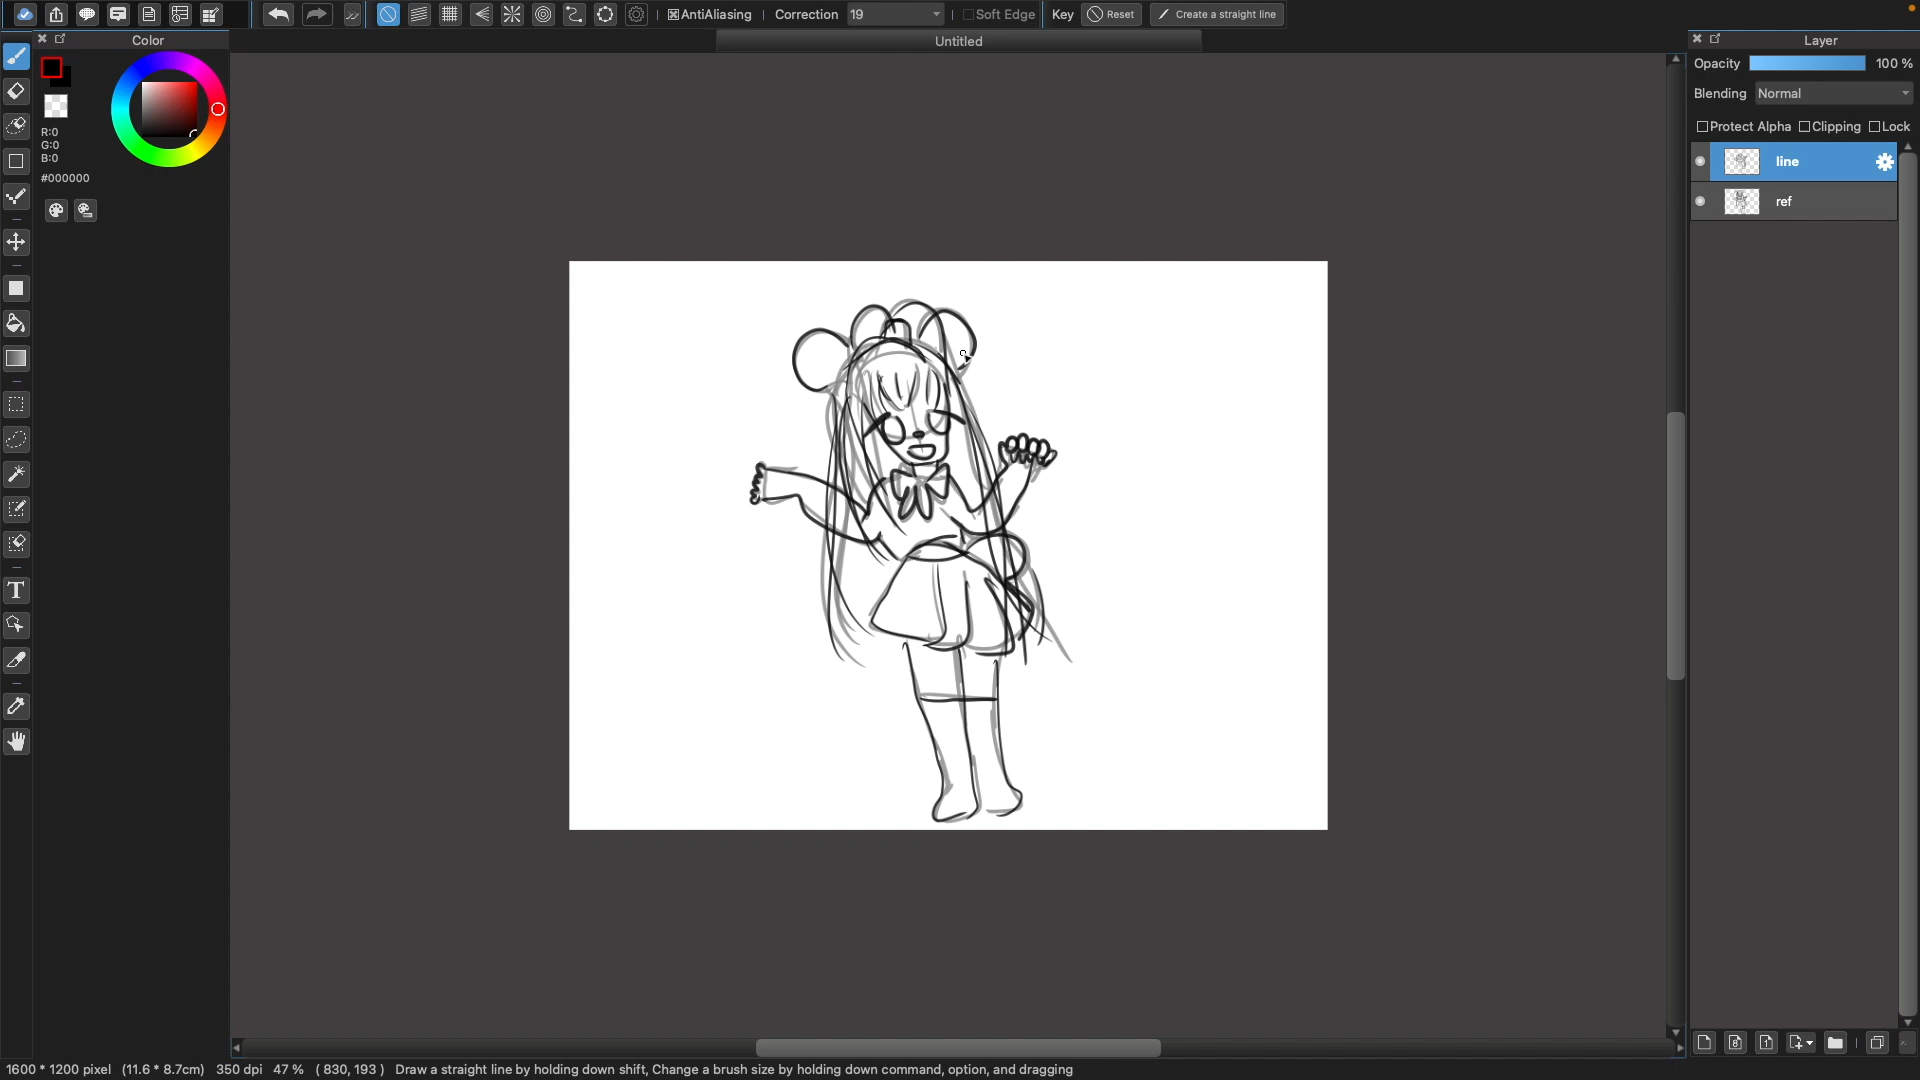 AntiAliasing
Correction 19
Soft Edge
Key
Reset
Create a straight line
Color
Untitled
Layer
Opacity 100 %
Blending Normal
Protect Alpha Clipping Lock
R:0
G:0
B:0
#000000
line
ref
T
1600 * 1200 pixel (11.6 * 8.7cm) 350 dpi 47 % ( 830, 193 ) Draw a straight line by holding down shift, Change a brush size by holding down command, option, and dragging